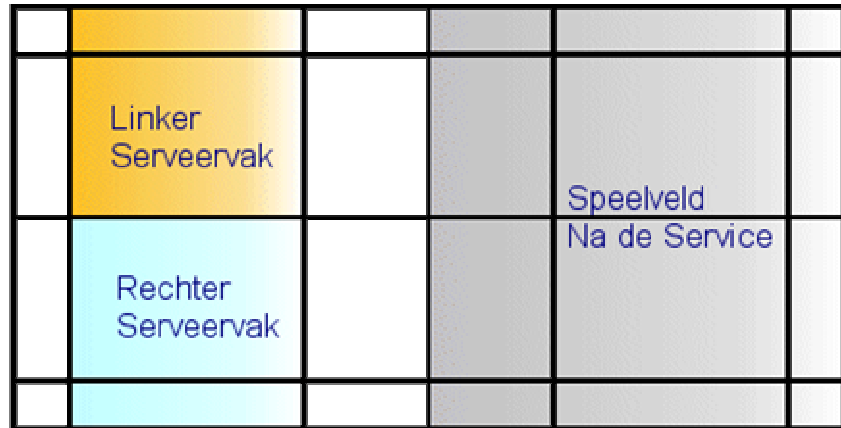 Linker
Serveervak
Speelveld
Na de Service
Rechter
Serveervak